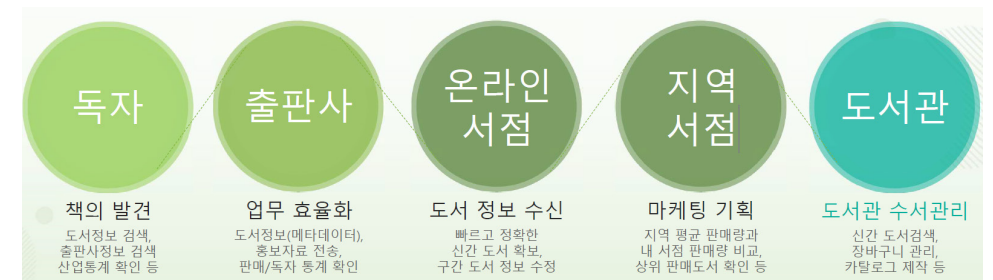 독자
출판사
온라인
서점
지역
서점
도서관
책의 발견
도서정보 검색,
출판사정보 검색
산업통계 확인 등
업무 효율화
도서정보(메타데이터),
홍보자료 전송,
판매/독자 통계 확인
도서 정보 수신
빠르고 정확한
신간 도서 확보,
구간 도서 정보 수정
마케팅 기획
지역 평균 판매량과
내 서점 판매량 비교,
상위 판매도서 확인 등
도서관 수서관리
신간 도서검색,
장바구니 관리,
카탈로그 제작 등